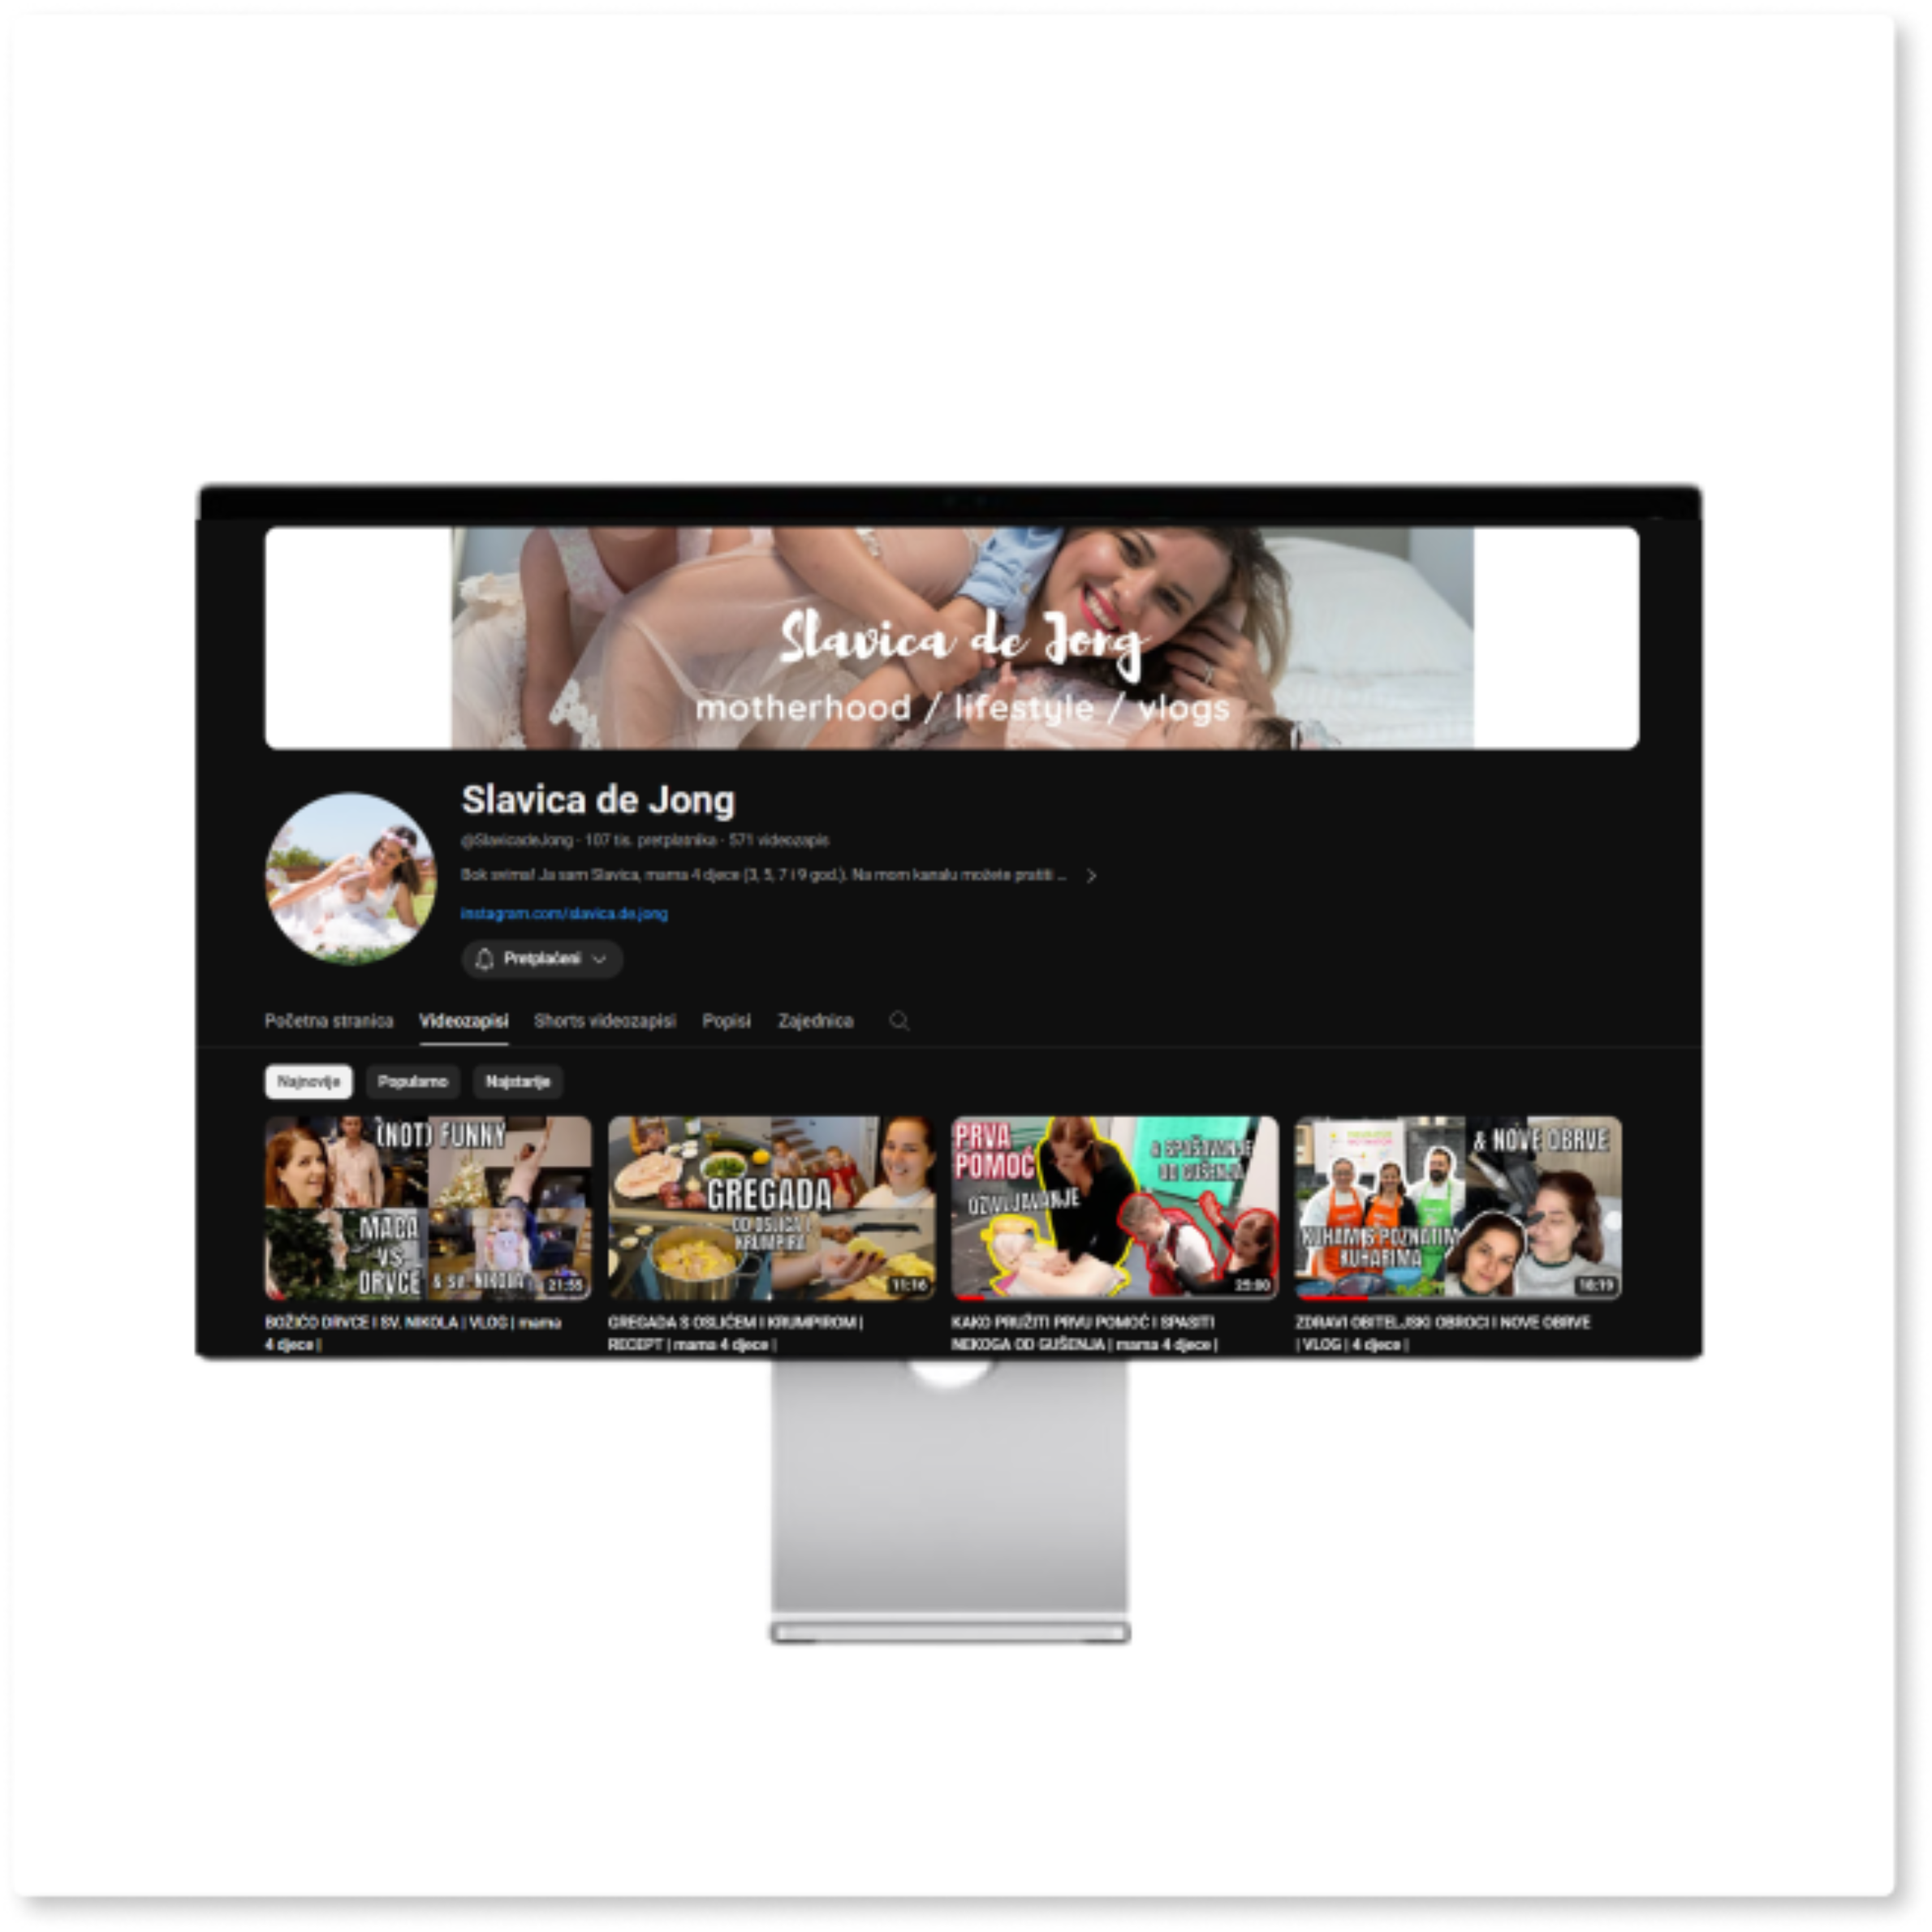 Slavica de Jong
motherhood / lifestyle / vlogs
Slavica de Jong
@SlavicadeJong · 107 tis. pretplatnika · 571 videozapis
Bok svima! Ja sam Slavica, mama 4 djece (3, 5, 7 i 9 god.). Na mom kanalu možete pratiti ...
instagram.com/slavica.de.jong
Pretplaćeni
Početna stranica Videozapisi Shorts videozapisi Popisi Zajednica
Najnovije Popularno Najstarije
(NOT) FUNNY
MACA
VS.
DRVCE & SV. NIKOLA
21:55
GREGADA
OD OSLIĆA I
KRUMPIRA
11:16
PRVA
POMOĆ
OŽIVLJAVANJE
& SPAŠAVANJE
OD GUŠENJA
25:00
& NOVE OBRVE
KUHAM S POZNATIM
KUHARIMA
BOŽIĆO DRVCE I SV. NIKOLA | VLOG | mama
4 djece |
GREGADA S OSLIĆEM I KRUMPIROM |
RECEPT | mama 4 djece |
KAKO PRUŽITI PRVU POMOĆ I SPASITI
NEKOGA OD GUŠENJA | mama 4 djece |
ZDRAVI OBITELJSKI OBROCI I NOVE OBRVE
| VLOG | 4 djece |